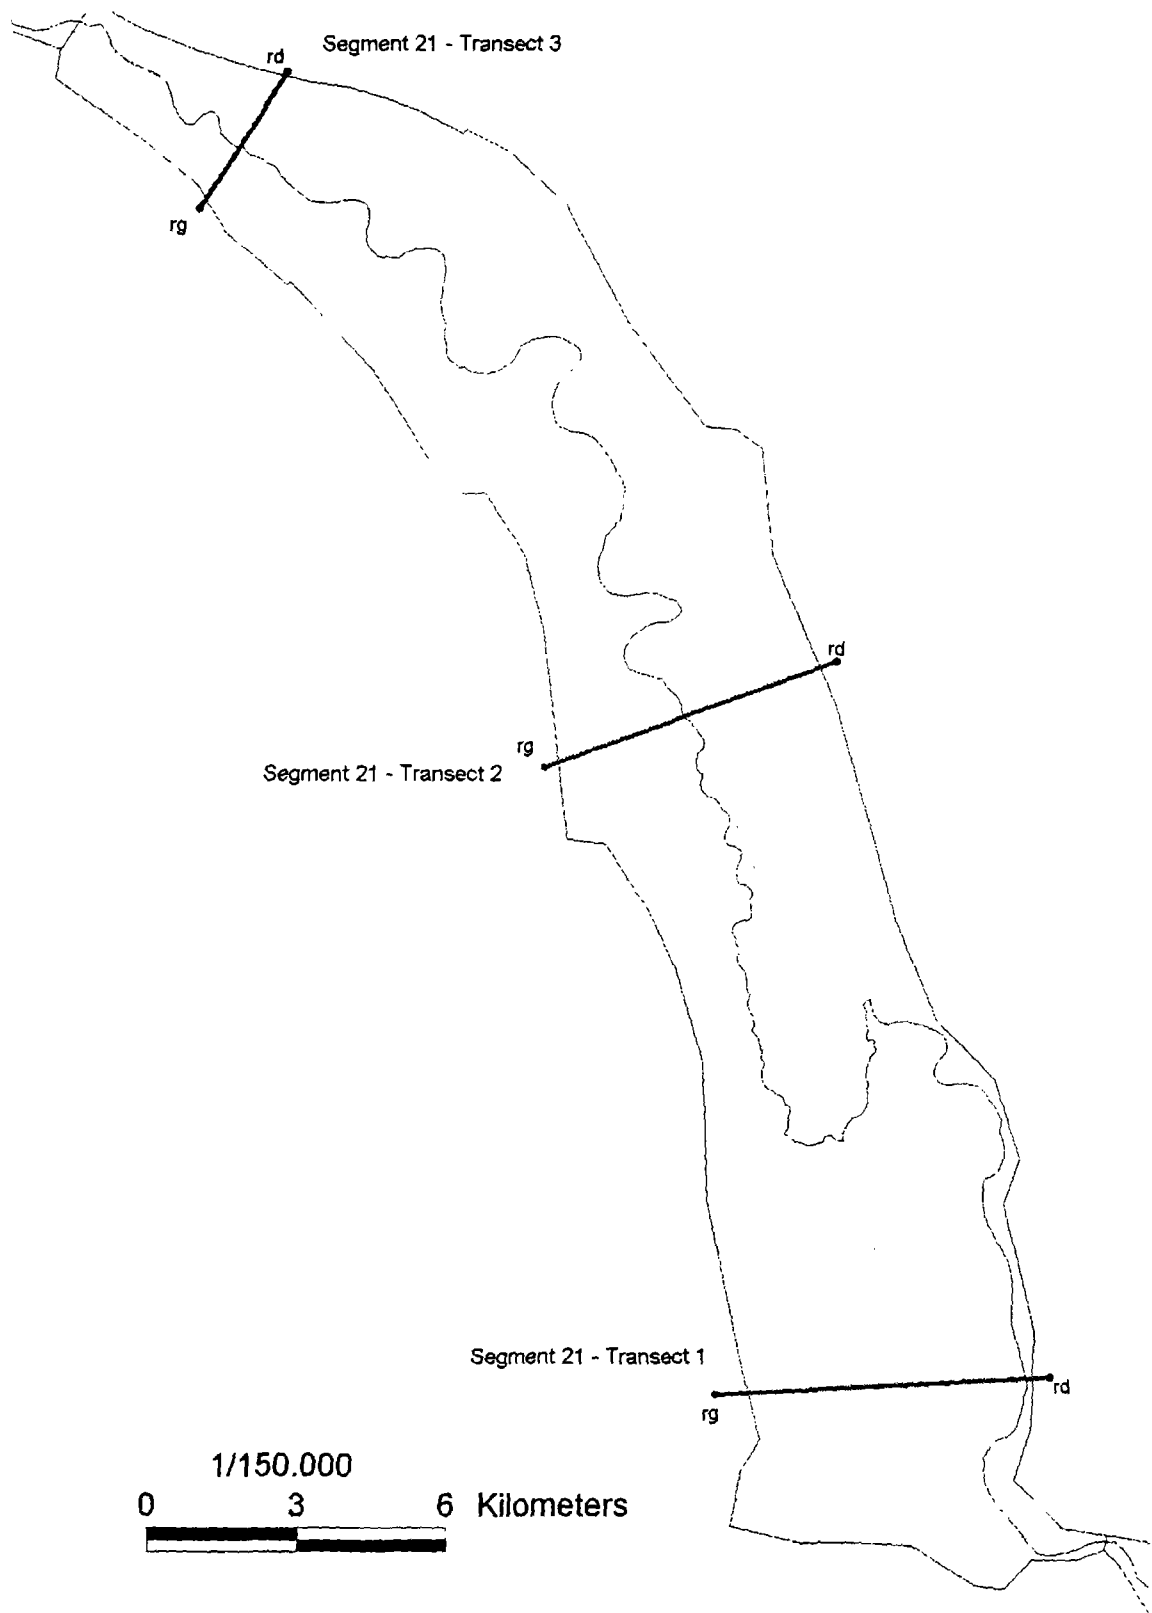 rd
Segment 21 - Transect 3
rg
rd
rg
Segment 21 - Transect 2
Segment 21 - Transect 1
rd
rg
1/150.000
0 3 6 Kilometers